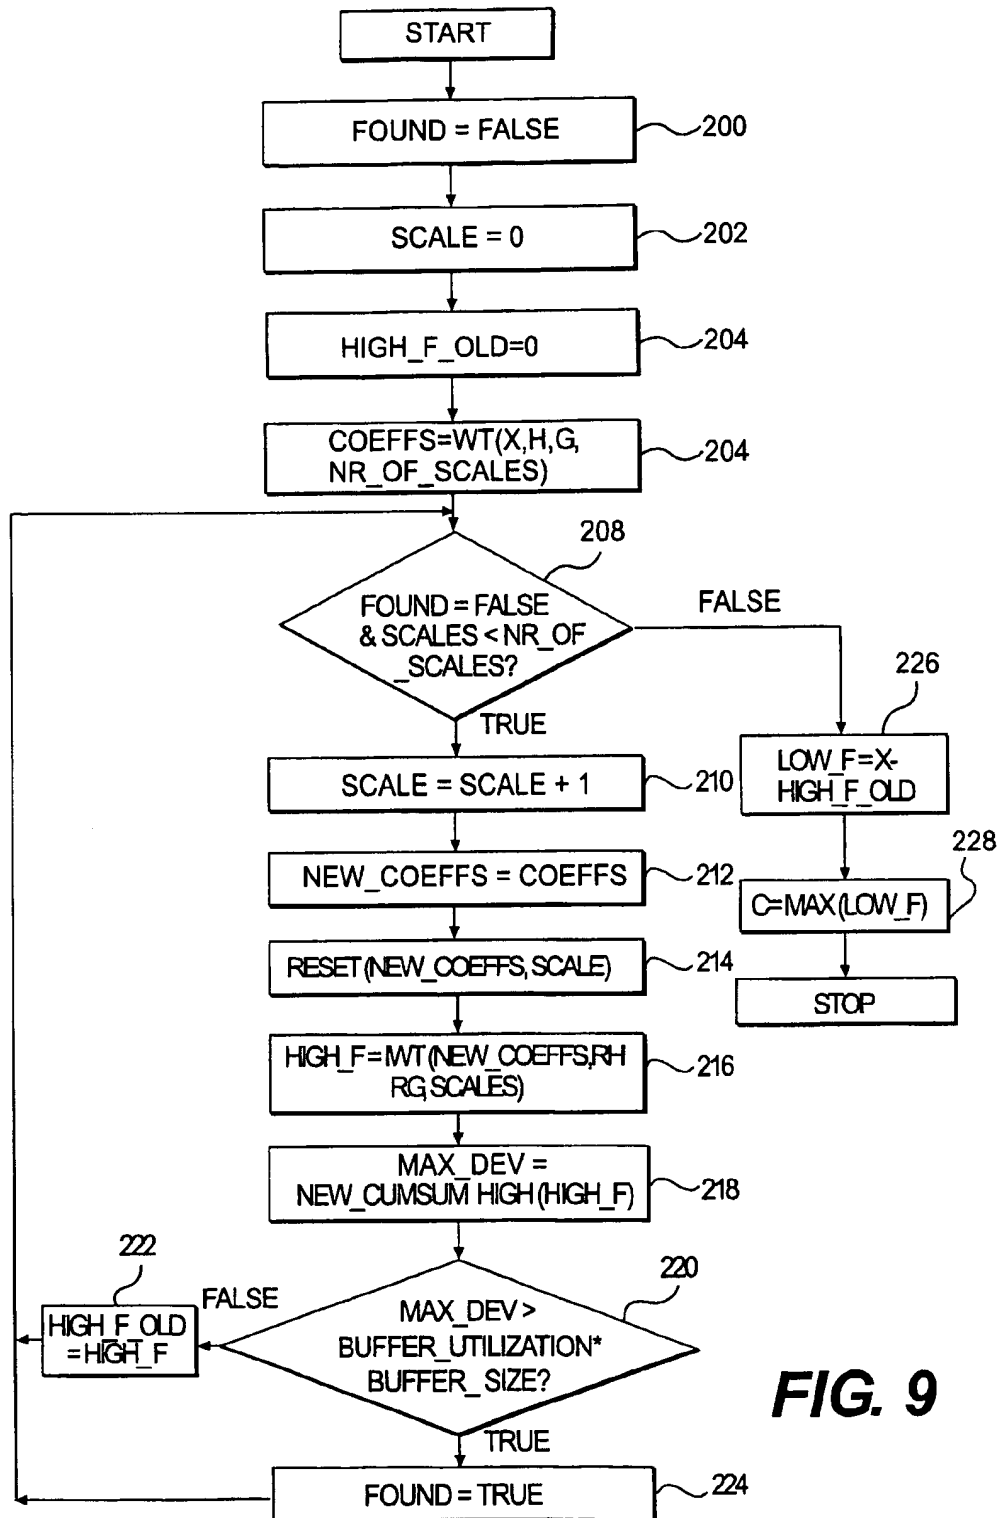 START
FOUND = FALSE
200
SCALE = 0
202
HIGH_F_OLD=0
204
COEFFS=WT(X,H,G,
NR_OF_SCALES)
204
208
FOUND = FALSE
& SCALES < NR_OF
_SCALES?
FALSE
TRUE
226
LOW_F=X-
HIGH_F_OLD
SCALE = SCALE + 1
210
228
C=MAX(LOW_F)
NEW_COEFFS = COEFFS
212
STOP
RESET(NEW_COEFFS,SCALE)
214
HIGH_F=IWT(NEW_COEFFS,RH
RG,SCALES)
216
MAX_DEV =
NEW_CUMSUM HIGH (HIGH_F)
218
222
220
FALSE
HIGH_F_OLD
=HIGH_F
MAX_DEV >
BUFFER_UTILIZATION*
BUFFER_SIZE?
FIG. 9
TRUE
FOUND = TRUE
224